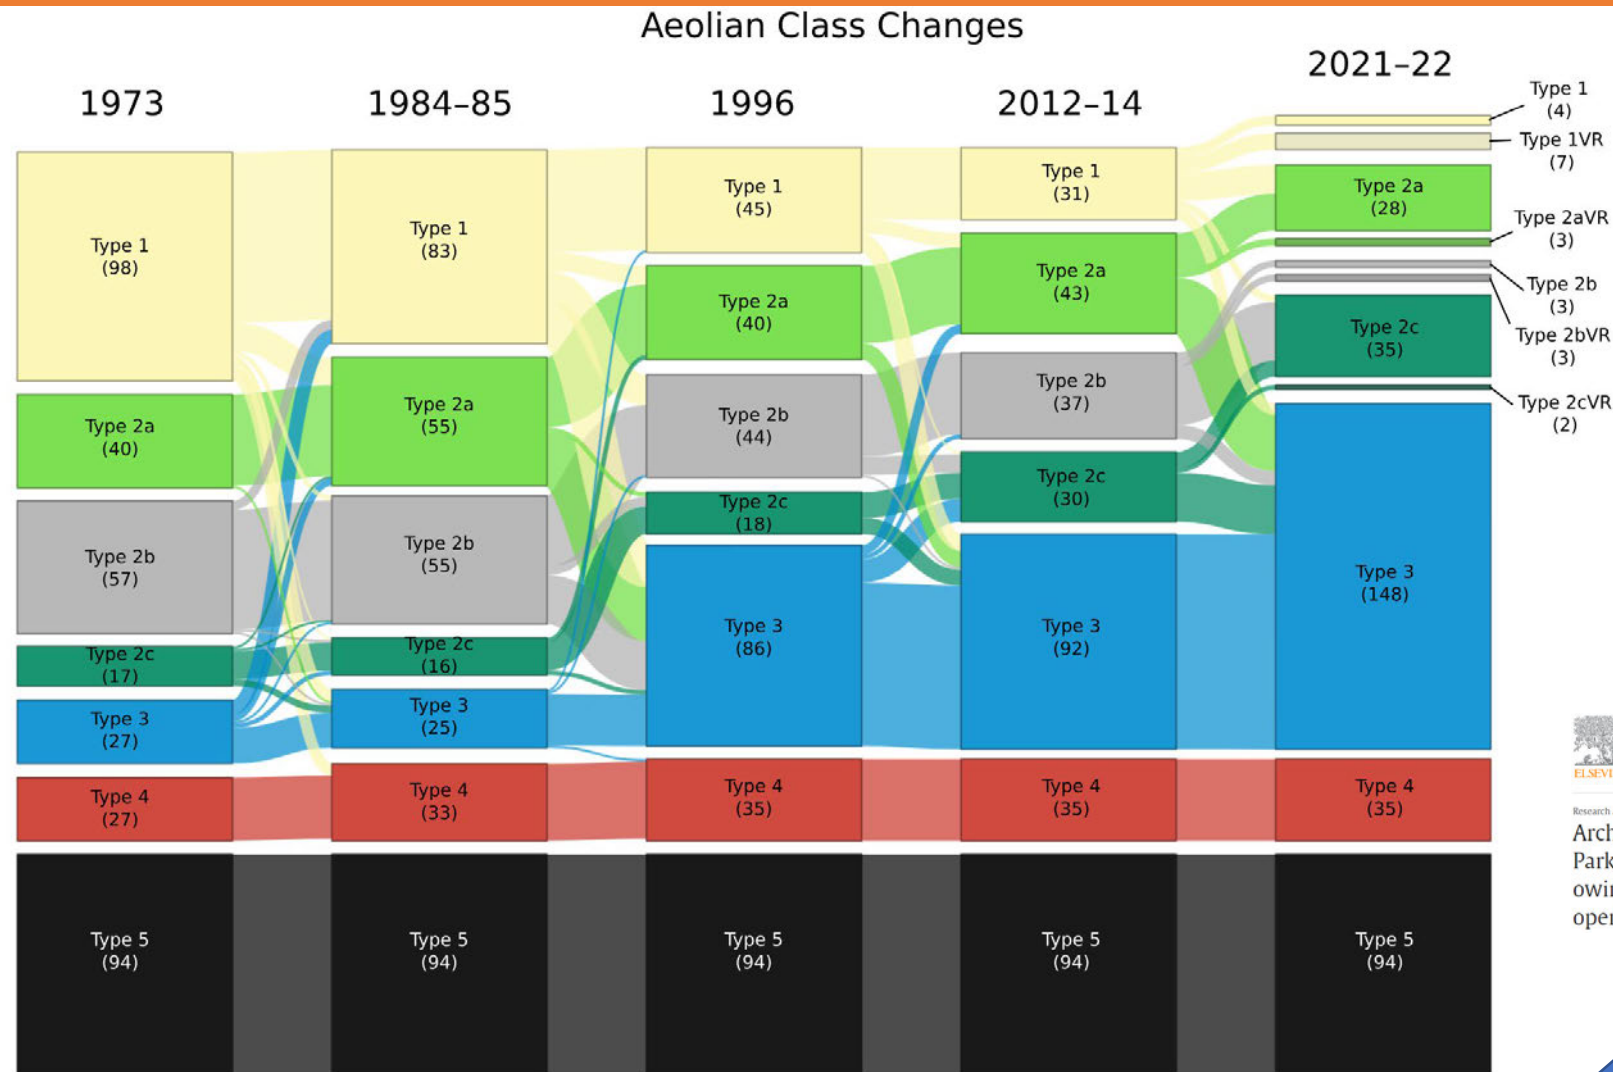 Aeolian Class Changes
1973
1984–85
1996
2012–14
2021–22
Type 1
(98)
Type 2a
(40)
Type 2b
(57)
Type 2c
(17)
Type 3
(27)
Type 4
(27)
Type 5
(94)
Type 1
(83)
Type 2a
(55)
Type 2b
(55)
Type 2c
(16)
Type 3
(25)
Type 4
(33)
Type 5
(94)
Type 1
(45)
Type 2a
(40)
Type 2b
(44)
Type 2c
(18)
Type 3
(86)
Type 4
(35)
Type 5
(94)
Type 1
(31)
Type 2a
(43)
Type 2b
(37)
Type 2c
(30)
Type 3
(92)
Type 4
(35)
Type 5
(94)
Type 1
(4)
Type 1VR
(7)
Type 2a
(28)
Type 2aVR
(3)
Type 2b
(3)
Type 2bVR
(3)
Type 2c
(35)
Type 2cVR
(2)
Type 3
(148)
Type 4
(35)
Type 5
(94)
ELSEVI
Research
Arch
Park
owin
oper